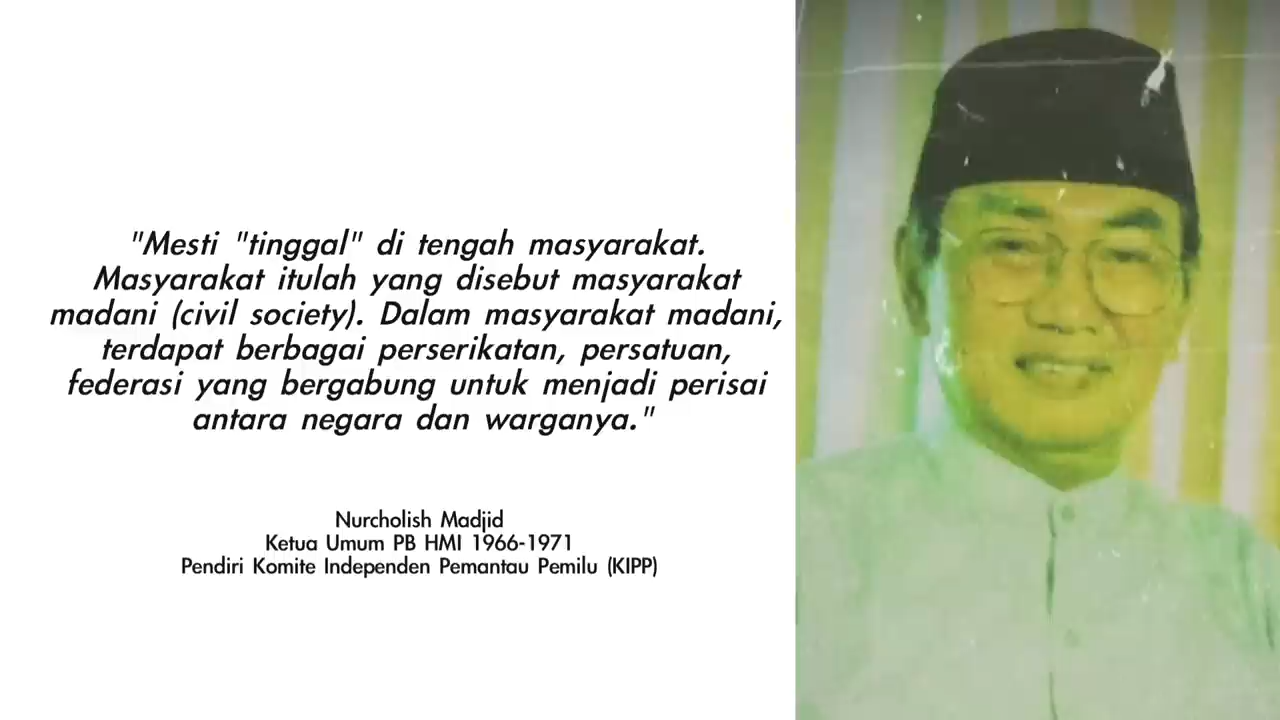 "Mesti "tinggal" di tengah masyarakat.
Masyarakat itulah yang disebut masyarakat
madani (civil society). Dalam masyarakat madani,
terdapat berbagai perserikatan, persatuan,
federasi yang bergabung untuk menjadi perisai
antara negara dan warganya."
Nurcholish Madjid
Ketua Umum PB HMI 1966-1971
Pendiri Komite Independen Pemantau Pemilu (KIPP)